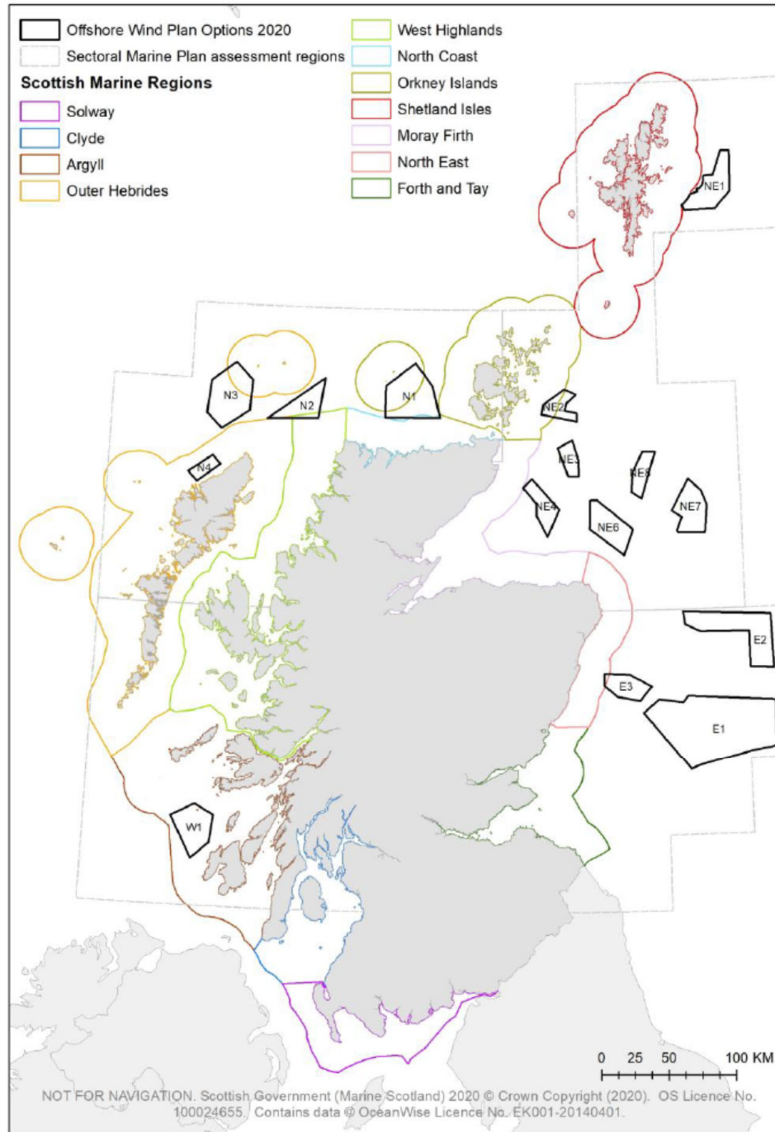 Offshore Wind Plan Options 2020
Sectoral Marine Plan assessment regions
Scottish Marine Regions
Solway
Clyde
Argyll
Outer Hebrides
West Highlands
North Coast
Orkney Islands
Shetland Isles
Moray Firth
North East
Forth and Tay
NE1
N3
N2
N1
NE2
N4
NE3
NE8
NE4
NE6
NE7
E2
E3
E1
W1
0 25 50 100 KM
NOT FOR NAVIGATION. Scottish Government (Marine Scotland) 2020 © Crown Copyright (2020). OS Licence No.
100024655. Contains data © OceanWise Licence No. EK001-20140401.